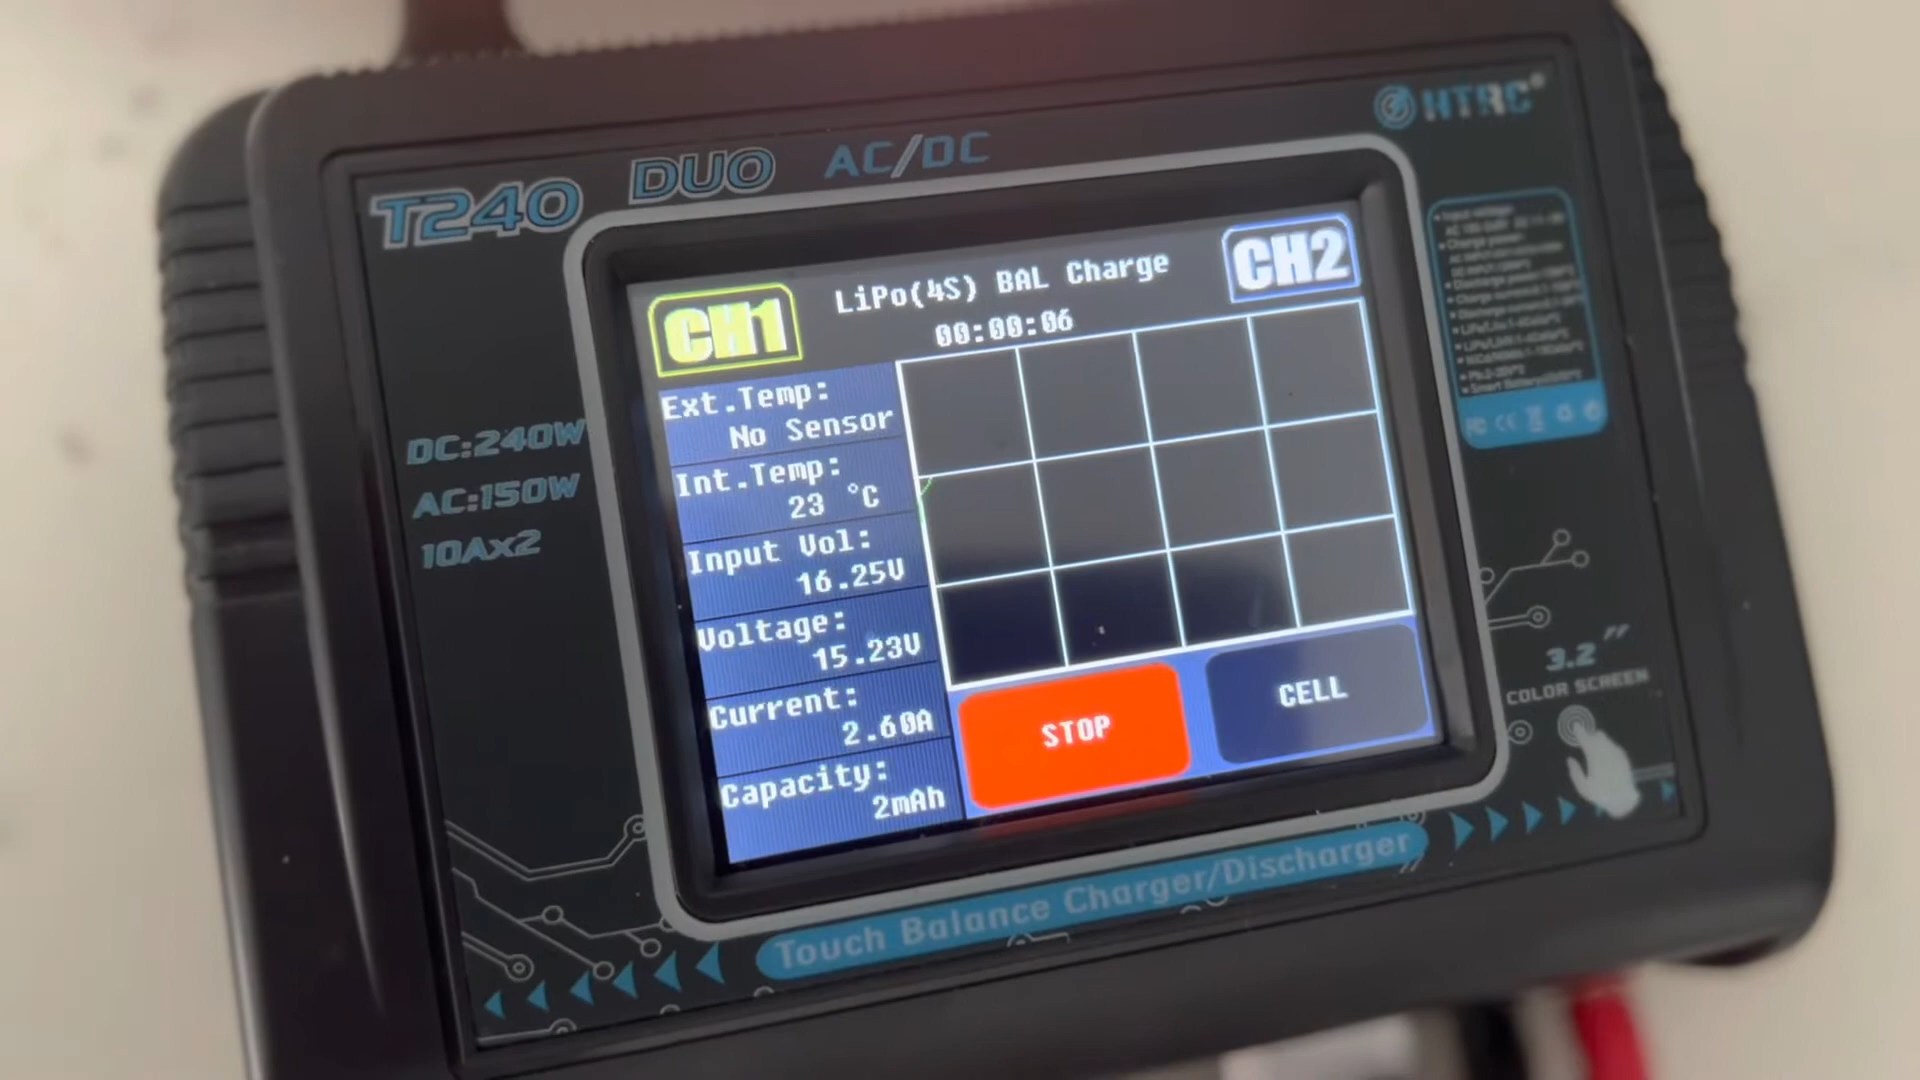 HTRC
T240 DUO AC/DC
DC:240W
AC:150W
10Ax2
CH1
LiPo(4S) BAL Charge
00:00:06
CH2
Ext.Temp:
No Sensor
Int.Temp:
23 °C
Input Vol:
16.25V
Voltage:
15.23V
Current:
2.60A
Capacity:
2mAh
STOP
CELL
3.2"
COLOR SCREEN
Touch Balance Charger/Discharger